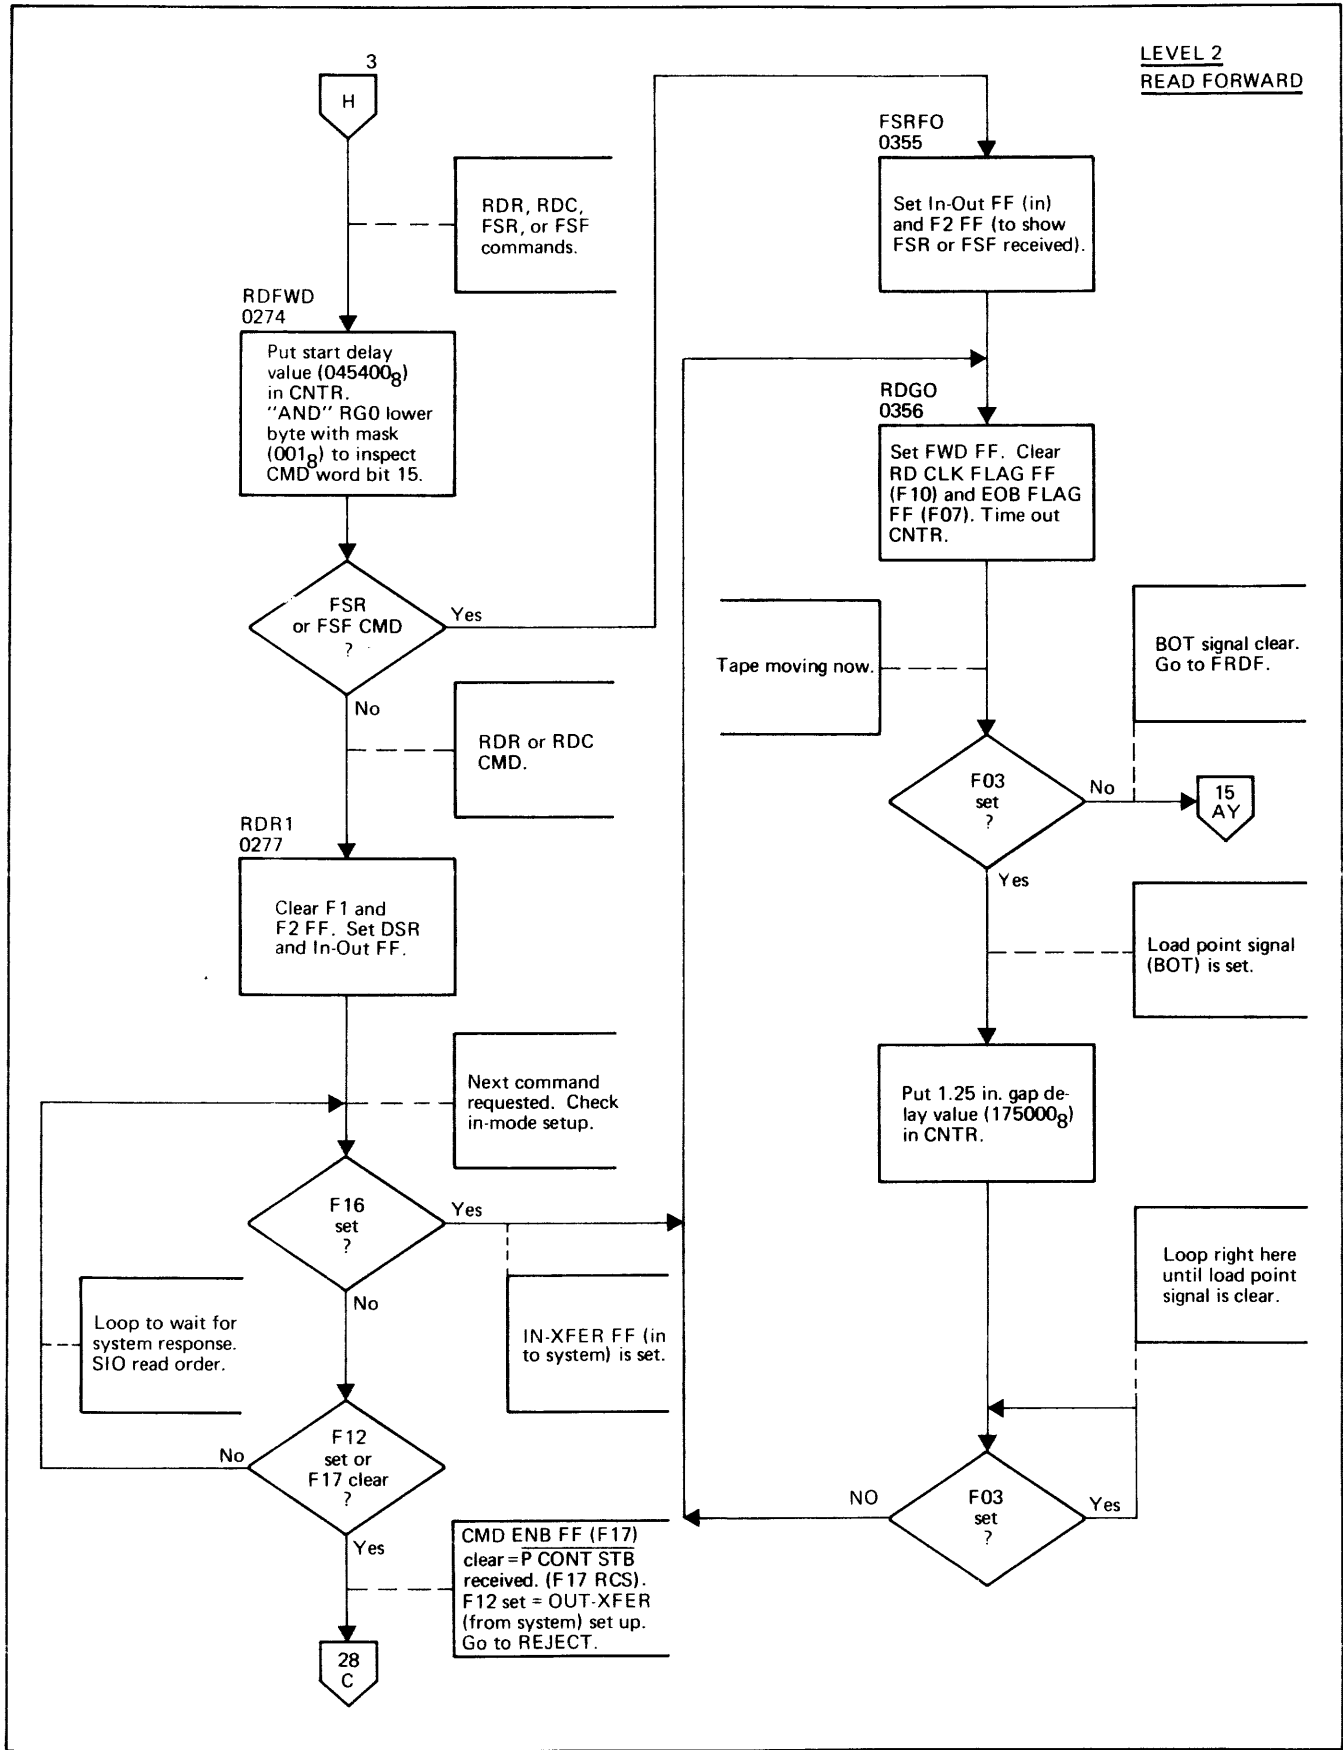 LEVEL 2
READ FORWARD
3
H
RDR, RDC,
FSR, or FSF
commands.
RDFWD
0274
Put start delay
value (045400₈)
in CNTR.
"AND" RG0 lower
byte with mask
(001₈) to inspect
CMD word bit 15.
FSR
or FSF CMD
?
Yes
No
RDR or RDC
CMD.
RDR1
0277
Clear F1 and
F2 FF. Set DSR
and In-Out FF.
Next command
requested. Check
in-mode setup.
F16
set
?
Yes
No
Loop to wait for
system response.
SIO read order.
IN-XFER FF (in
to system) is set.
F12
set or
F17 clear
?
No
Yes
CMD ENB FF (F17)
clear = P CONT STB
received. (F17 RCS).
F12 set = OUT-XFER
(from system) set up.
Go to REJECT.
28
C
FSRFO
0355
Set In-Out FF (in)
and F2 FF (to show
FSR or FSF received).
RDGO
0356
Set FWD FF. Clear
RD CLK FLAG FF
(F10) and EOB FLAG
FF (F07). Time out
CNTR.
Tape moving now.
BOT signal clear.
Go to FRDF.
F03
set
?
No
15
AY
Yes
Load point signal
(BOT) is set.
Put 1.25 in. gap de-
lay value (175000₈)
in CNTR.
Loop right here
until load point
signal is clear.
F03
set
?
NO
Yes